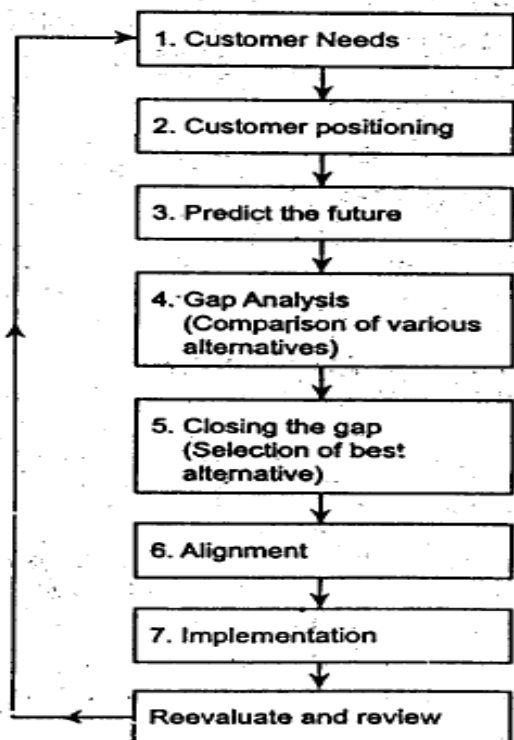 1. Customer Needs
2. Customer positioning
3. Predict the future
4. Gap Analysis
(Comparison of various
alternatives)
5. Closing the gap
(Selection of best
alternative)
6. Alignment
7. Implementation
Reevaluate and review